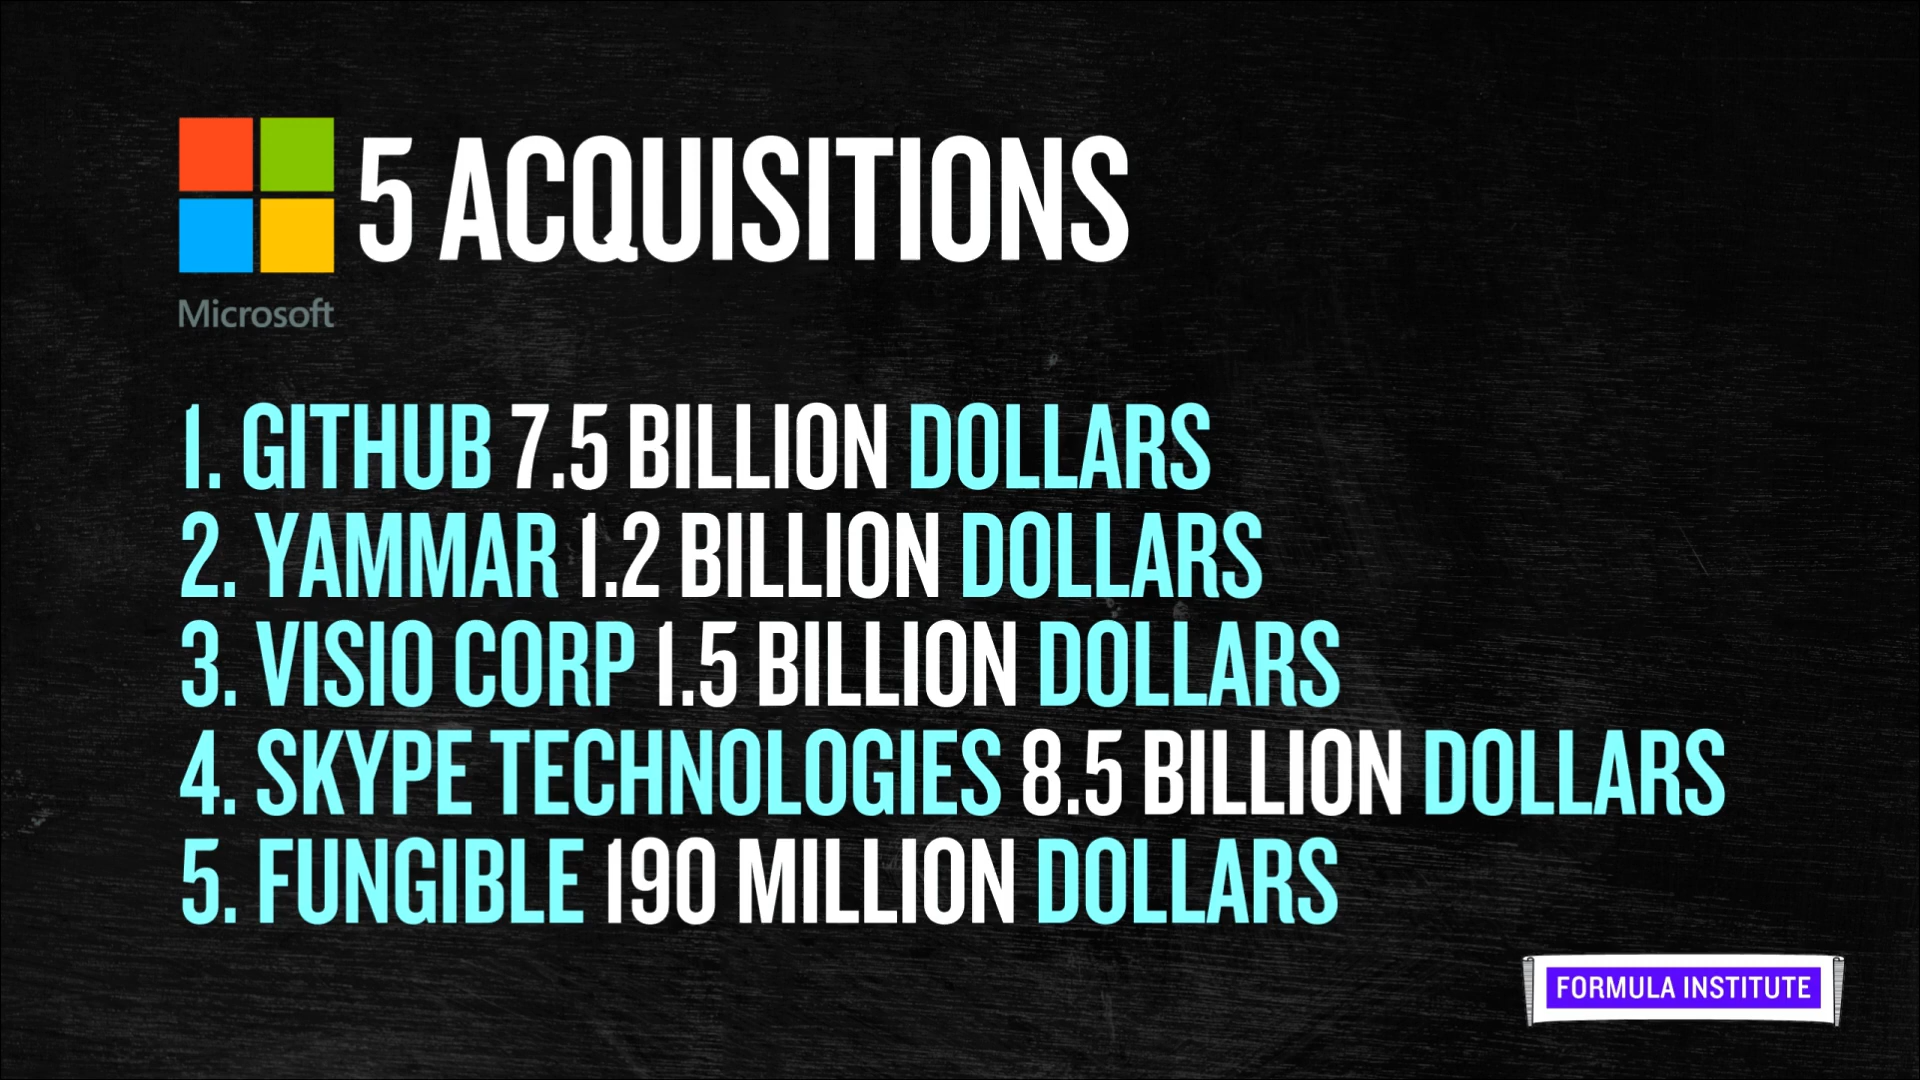 5 ACQUISITIONS
Microsoft
1. GITHUB 7.5 BILLION DOLLARS
2. YAMMAR 1.2 BILLION DOLLARS
3. VISIO CORP 1.5 BILLION DOLLARS
4. SKYPE TECHNOLOGIES 8.5 BILLION DOLLARS
5. FUNGIBLE 190 MILLION DOLLARS
FORMULA INSTITUTE